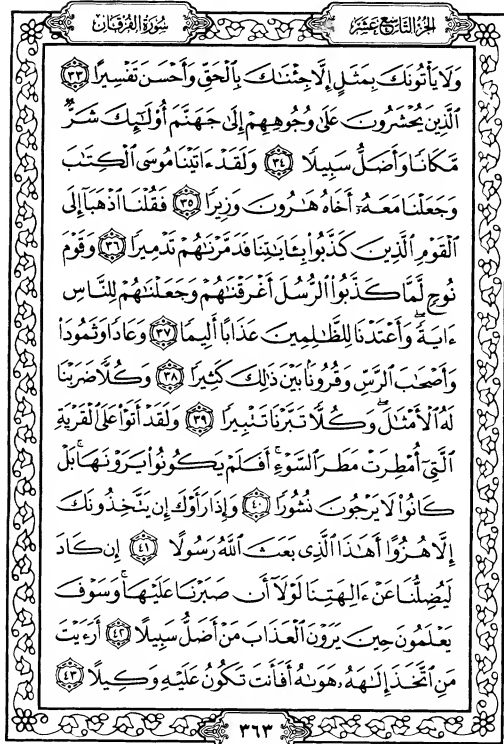 الجزء التاسع عشر
سورة الفرقان
وَلَا يَأْتُونَكَ بِمَثَلٍ إِلَّا جِئْنَٰكَ بِٱلْحَقِّ وَأَحْسَنَ تَفْسِيرًا ۝٣٣
ٱلَّذِينَ يُحْشَرُونَ عَلَىٰ وُجُوهِهِمْ إِلَىٰ جَهَنَّمَ أُوْلَٰٓئِكَ شَرٌّ
مَّكَانًا وَأَضَلُّ سَبِيلًا ۝٣٤ وَلَقَدْ ءَاتَيْنَا مُوسَى ٱلْكِتَٰبَ
وَجَعَلْنَا مَعَهُۥٓ أَخَاهُ هَٰرُونَ وَزِيرًا ۝٣٥ فَقُلْنَا ٱذْهَبَآ إِلَى
ٱلْقَوْمِ ٱلَّذِينَ كَذَّبُواْ بِـَٔايَٰتِنَا فَدَمَّرْنَٰهُمْ تَدْمِيرًا ۝٣٦ وَقَوْمَ
نُوحٍ لَّمَّا كَذَّبُواْ ٱلرُّسُلَ أَغْرَقْنَٰهُمْ وَجَعَلْنَٰهُمْ لِلنَّاسِ
ءَايَةً ۖ وَأَعْتَدْنَا لِلظَّٰلِمِينَ عَذَابًا أَلِيمًا ۝٣٧ وَعَادًا وَثَمُودَاْ
وَأَصْحَٰبَ ٱلرَّسِّ وَقُرُونًۢا بَيْنَ ذَٰلِكَ كَثِيرًا ۝٣٨ وَكُلًّا ضَرَبْنَا
لَهُ ٱلْأَمْثَٰلَ ۖ وَكُلًّا تَبَّرْنَا تَتْبِيرًا ۝٣٩ وَلَقَدْ أَتَوْاْ عَلَى ٱلْقَرْيَةِ
ٱلَّتِىٓ أُمْطِرَتْ مَطَرَ ٱلسَّوْءِ ۚ أَفَلَمْ يَكُونُواْ يَرَوْنَهَا ۚ بَلْ
كَانُواْ لَا يَرْجُونَ نُشُورًا ۝٤٠ وَإِذَا رَأَوْكَ إِن يَتَّخِذُونَكَ
إِلَّا هُزُوًا أَهَٰذَا ٱلَّذِى بَعَثَ ٱللَّهُ رَسُولًا ۝٤١ إِن كَادَ
لَيُضِلُّنَا عَنْ ءَالِهَتِنَا لَوْلَآ أَن صَبَرْنَا عَلَيْهَا ۚ وَسَوْفَ
يَعْلَمُونَ حِينَ يَرَوْنَ ٱلْعَذَابَ مَنْ أَضَلُّ سَبِيلًا ۝٤٢ أَرَءَيْتَ
مَنِ ٱتَّخَذَ إِلَٰهَهُۥ هَوَىٰهُ أَفَأَنتَ تَكُونُ عَلَيْهِ وَكِيلًا ۝٤٣
٣٦٣